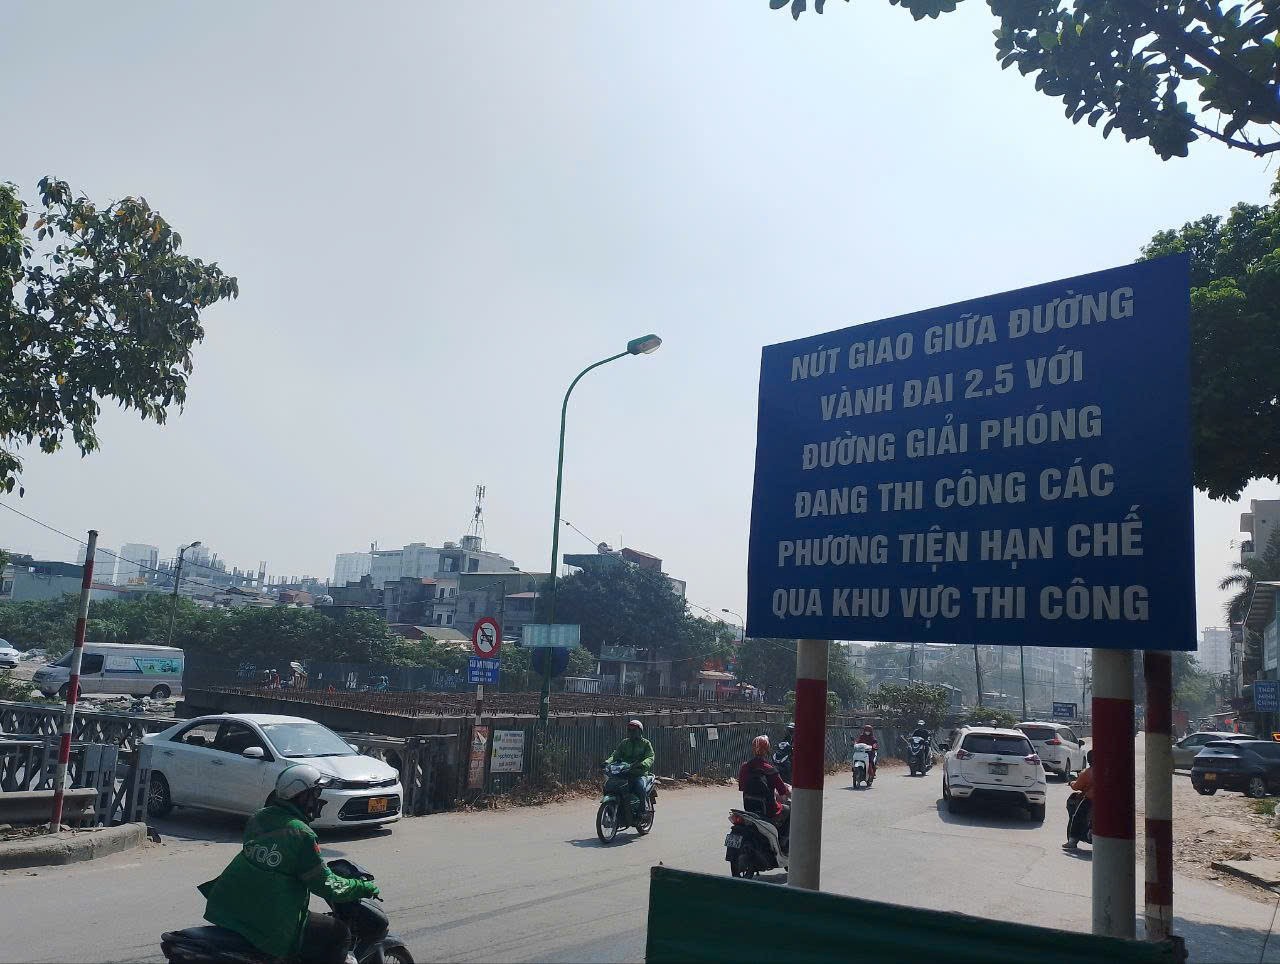 NÚT GIAO GIỮA ĐƯỜNG
VÀNH ĐAI 2.5 VỚI
ĐƯỜNG GIẢI PHÓNG
ĐANG THI CÔNG CÁC
PHƯƠNG TIỆN HẠN CHẾ
QUA KHU VỰC THI CÔNG
Grab